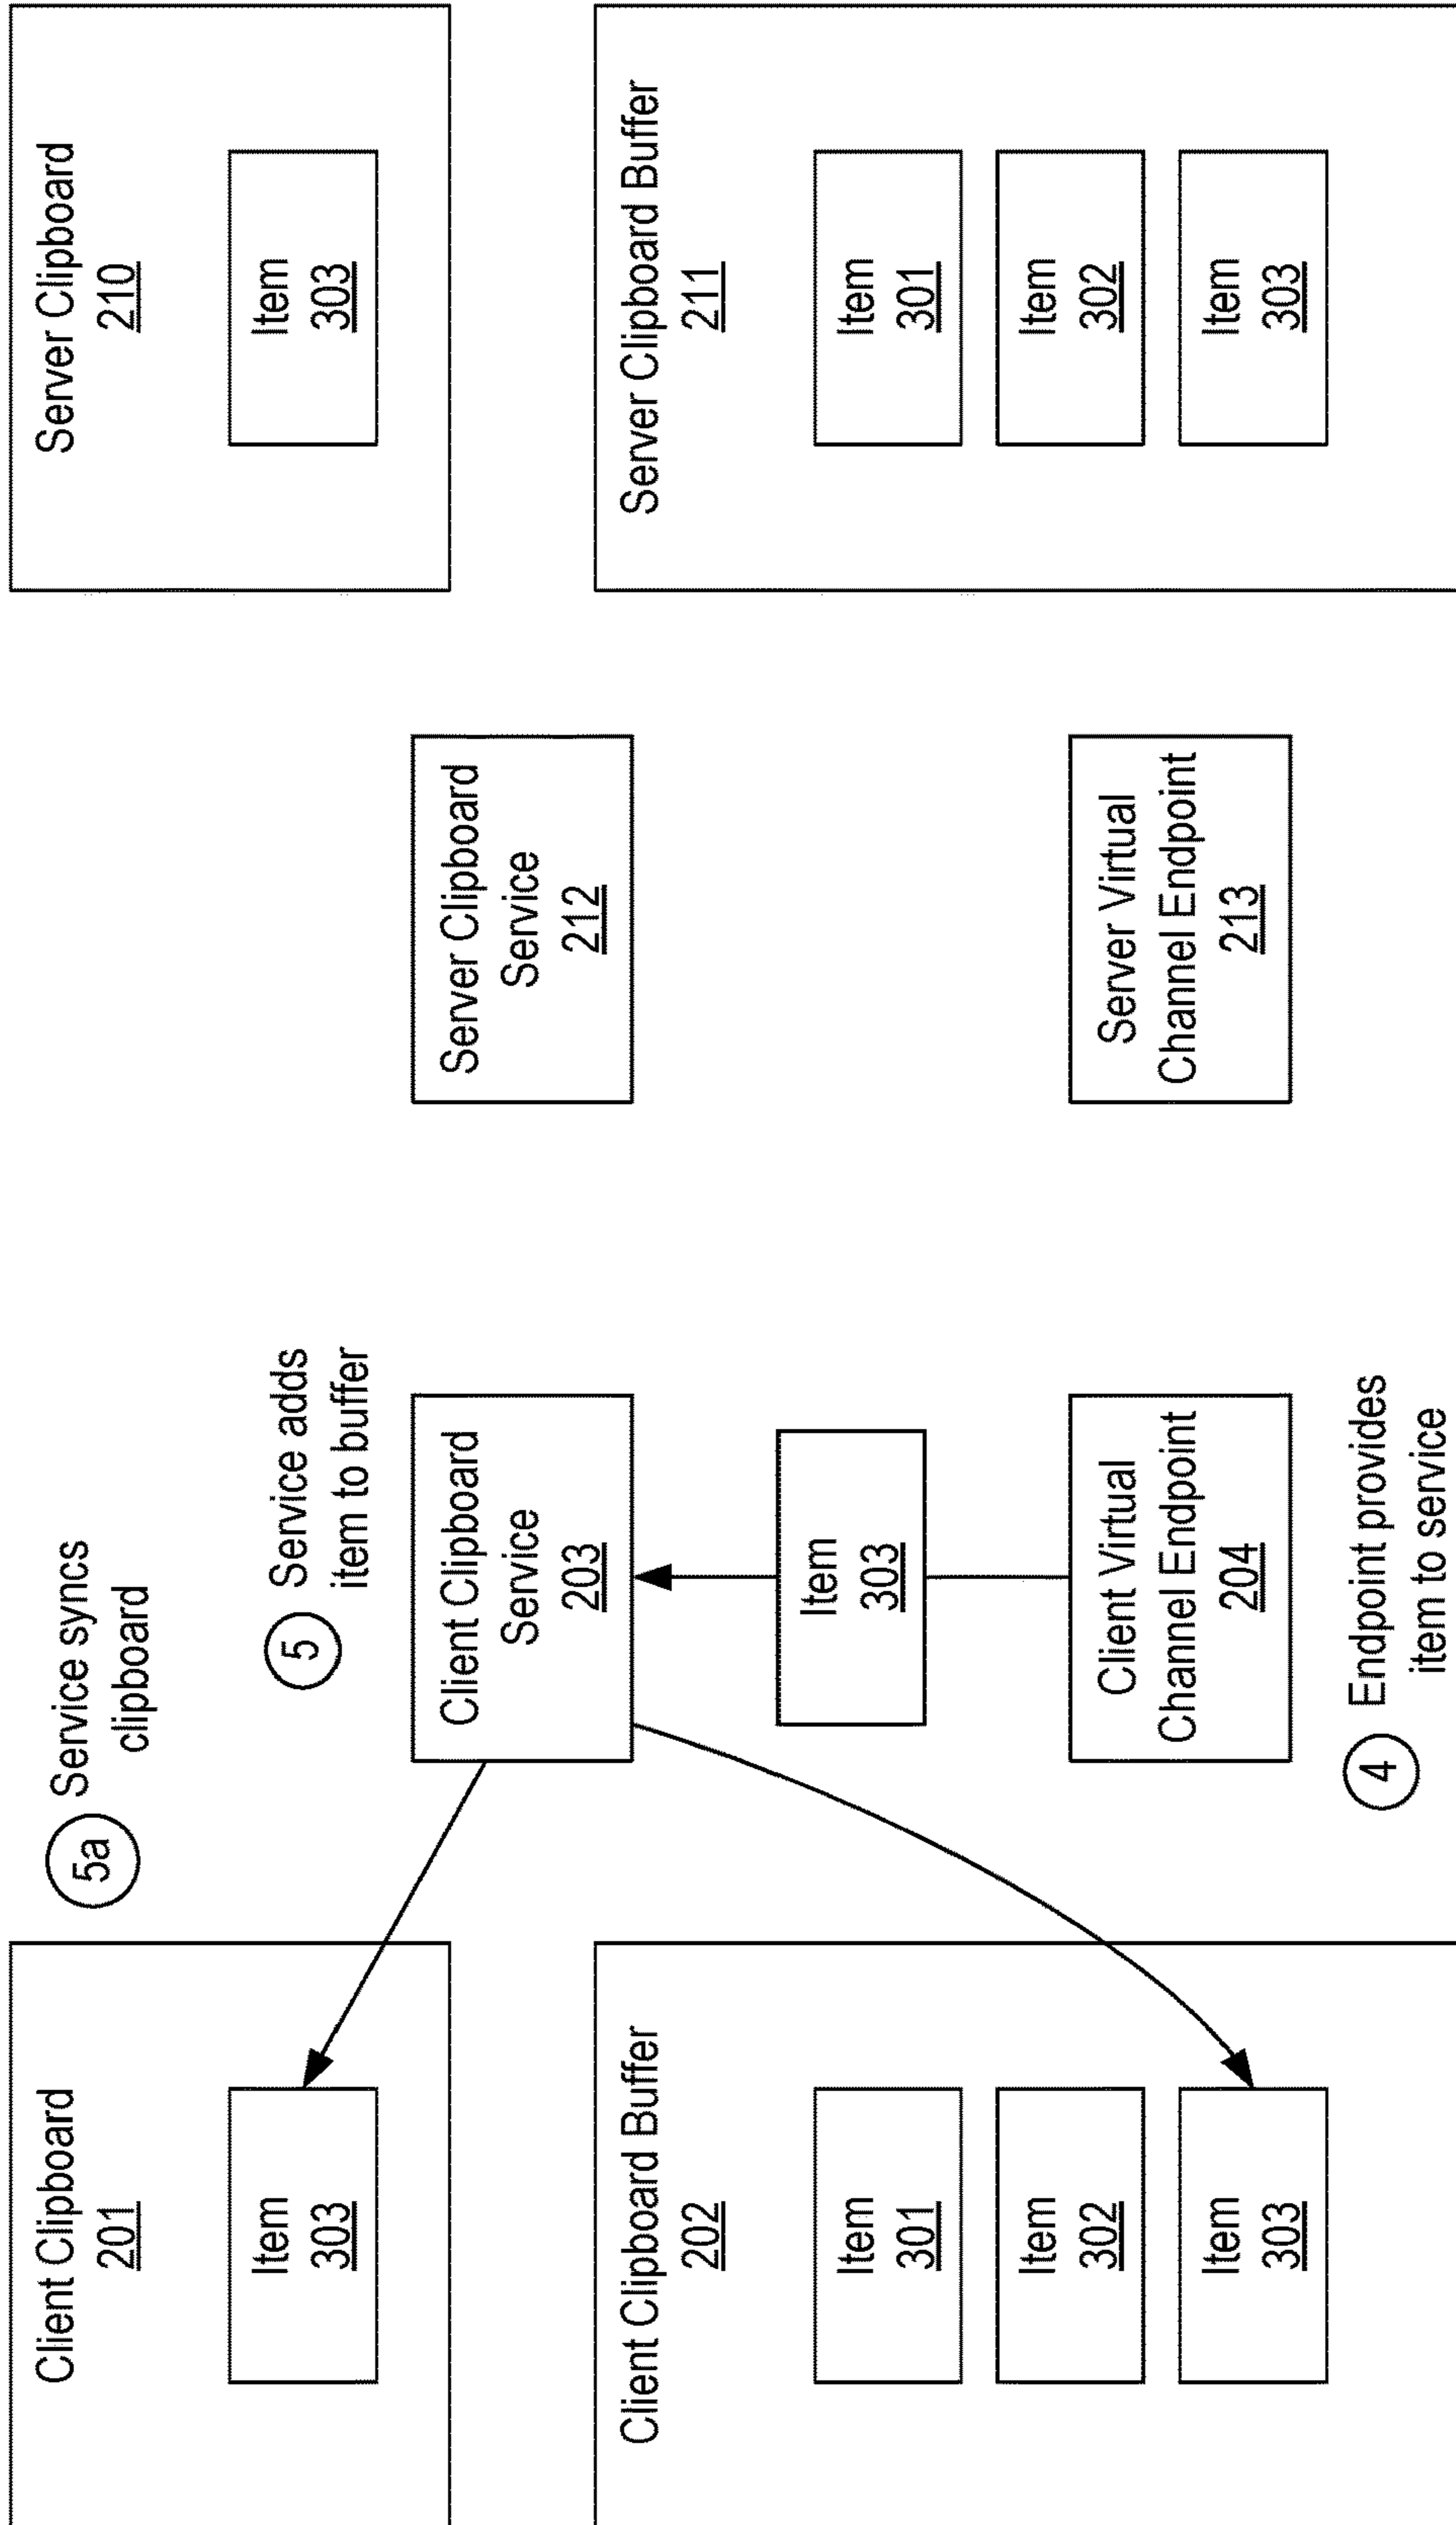 Client Clipboard
201
Item
303
Client Clipboard Buffer
202
Item
301
Item
302
Item
303
5a
Service syncs
clipboard
5
Service adds
item to buffer
Client Clipboard
Service
203
Item
303
Client Virtual
Channel Endpoint
204
4
Endpoint provides
item to service
Server Clipboard
Service
212
Server Virtual
Channel Endpoint
213
Server Clipboard
210
Item
303
Server Clipboard Buffer
211
Item
301
Item
302
Item
303